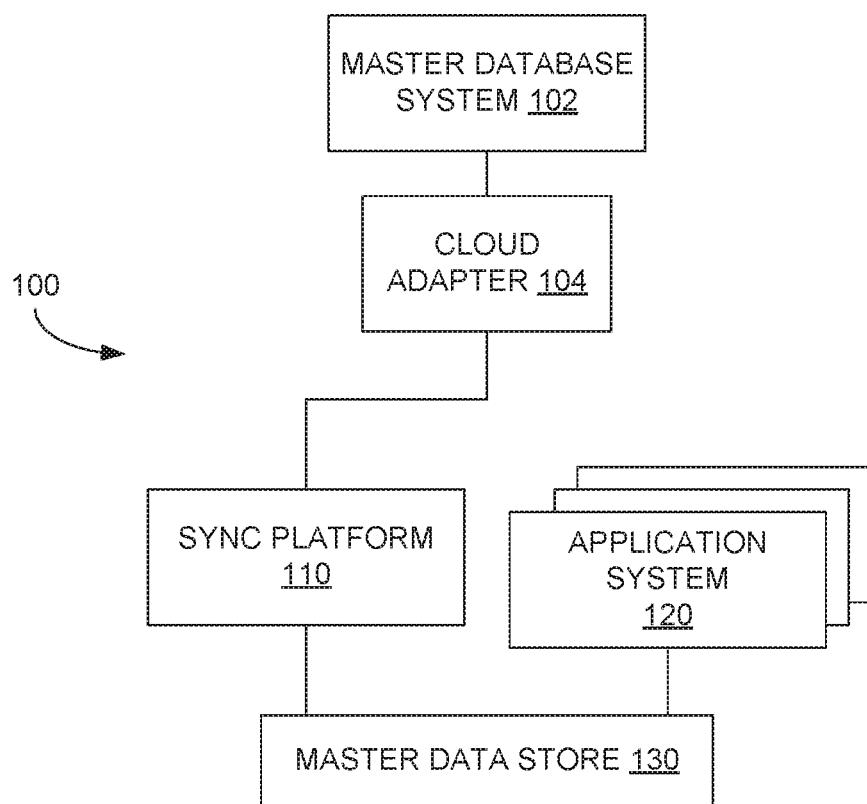 MASTER DATABASE
SYSTEM 102
CLOUD
ADAPTER 104
100
SYNC PLATFORM
110
APPLICATION
SYSTEM
120
MASTER DATA STORE 130